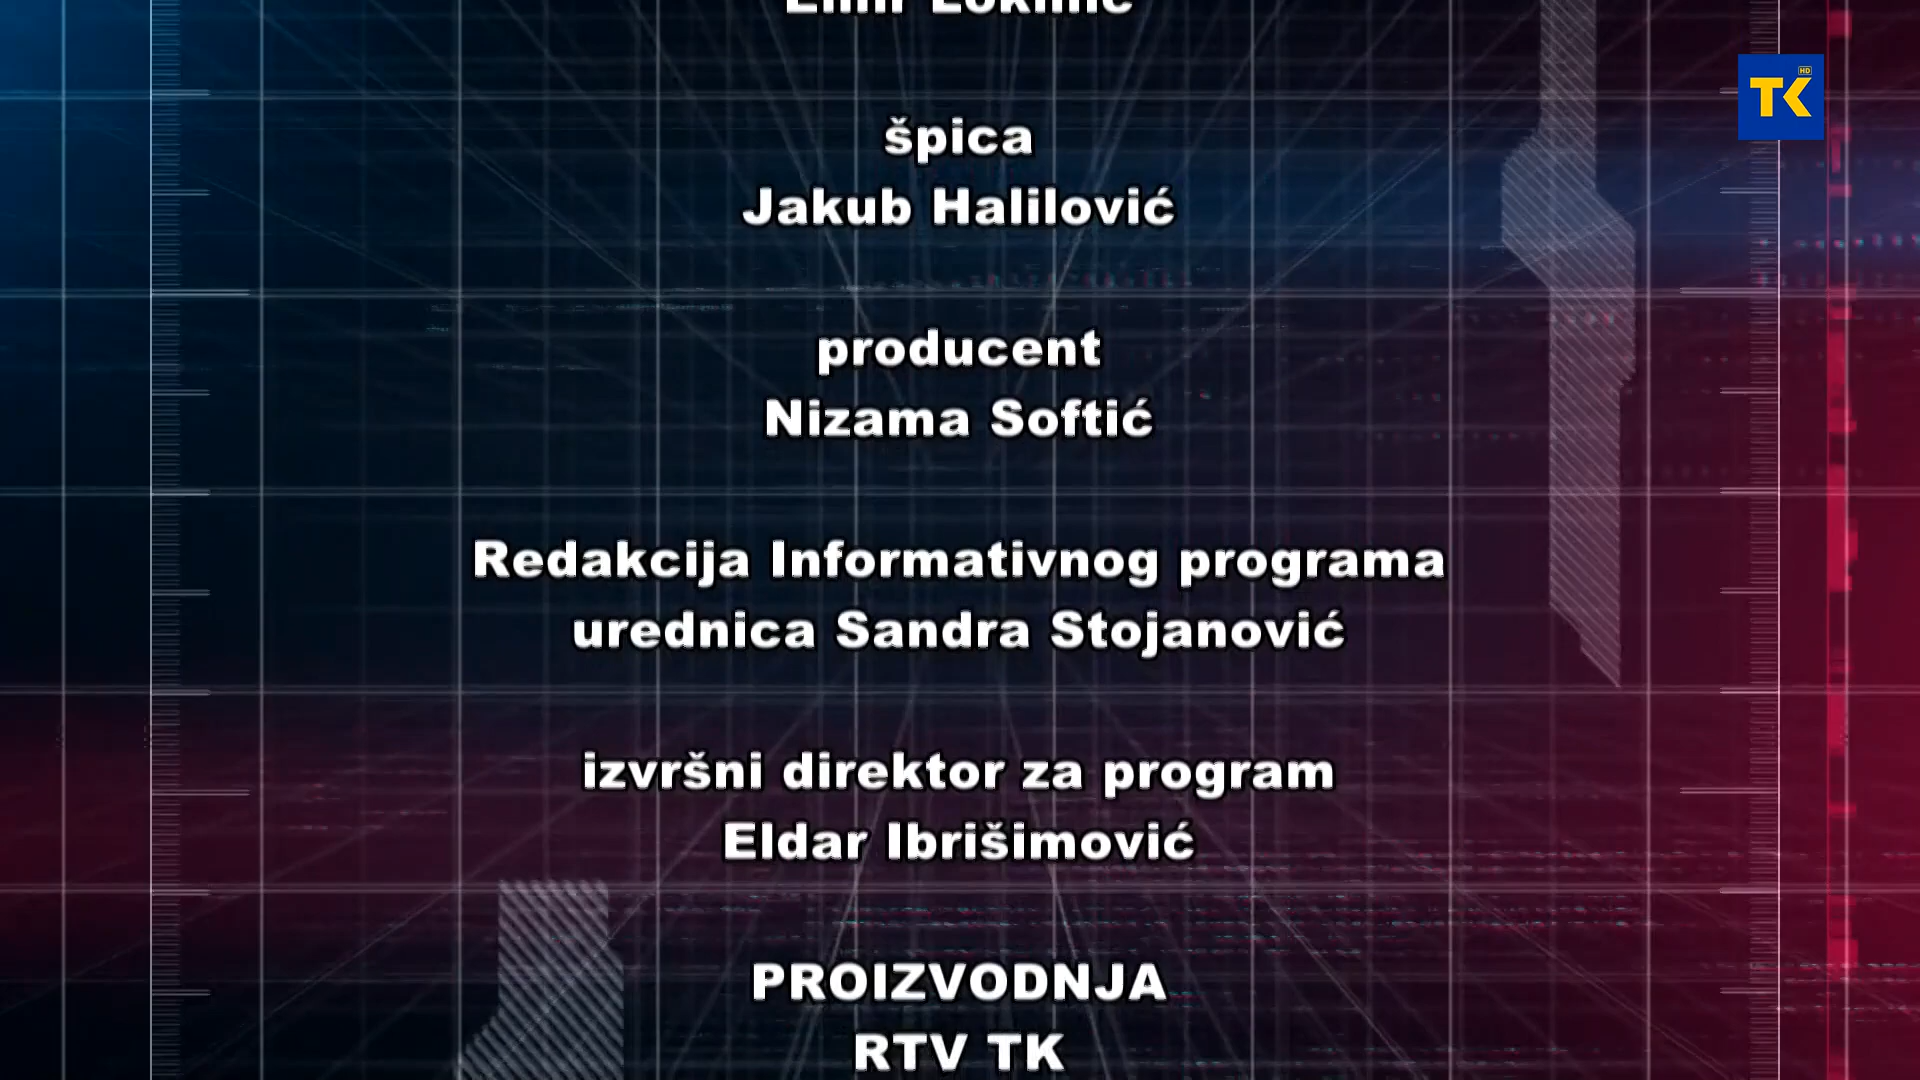 TK HD
špica
Jakub Halilović
producent
Nizama Softić
Redakcija Informativnog programa
urednica Sandra Stojanović
izvršni direktor za program
Eldar Ibrišimović
PROIZVODNJA
RTV TK